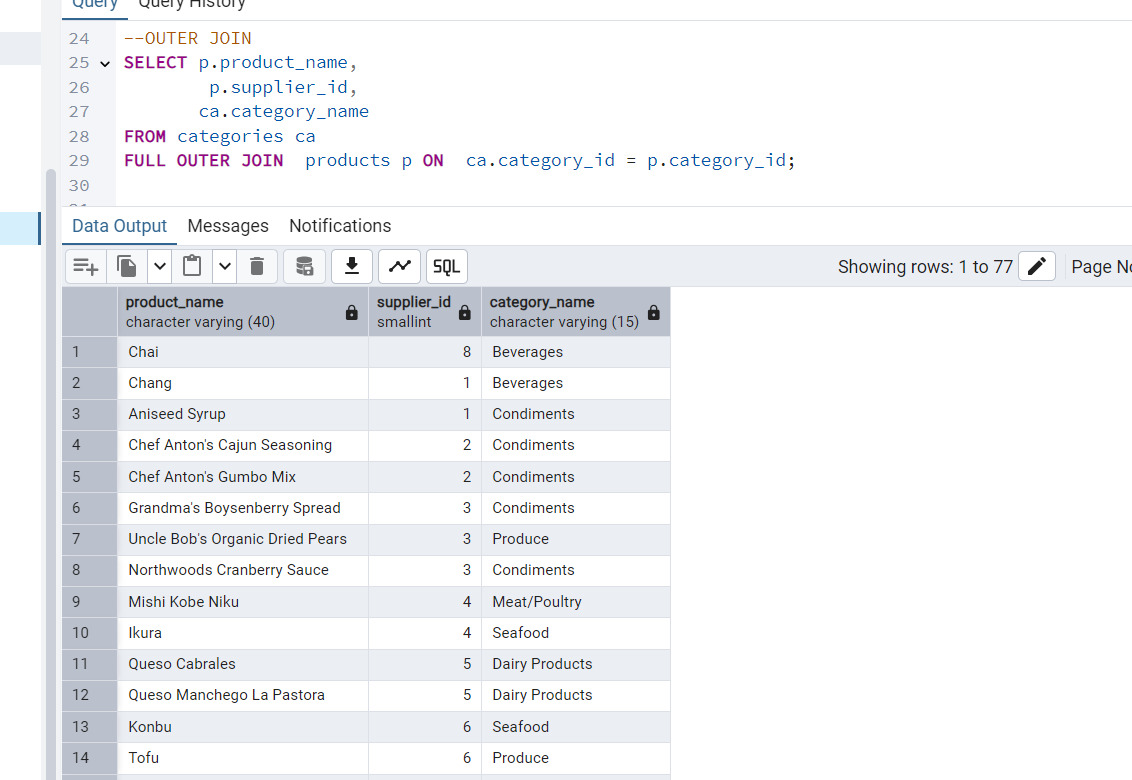 Query Query History
24 --OUTER JOIN
25 SELECT p.product_name,
26 p.supplier_id,
27 ca.category_name
28 FROM categories ca
29 FULL OUTER JOIN products p ON ca.category_id = p.category_id;
30
Data Output Messages Notifications
SQL Showing rows: 1 to 77 Page
product_name supplier_id category_name
character varying (40) smallint character varying (15)
1 Chai 8 Beverages
2 Chang 1 Beverages
3 Aniseed Syrup 1 Condiments
4 Chef Anton's Cajun Seasoning 2 Condiments
5 Chef Anton's Gumbo Mix 2 Condiments
6 Grandma's Boysenberry Spread 3 Condiments
7 Uncle Bob's Organic Dried Pears 3 Produce
8 Northwoods Cranberry Sauce 3 Condiments
9 Mishi Kobe Niku 4 Meat/Poultry
10 Ikura 4 Seafood
11 Queso Cabrales 5 Dairy Products
12 Queso Manchego La Pastora 5 Dairy Products
13 Konbu 6 Seafood
14 Tofu 6 Produce